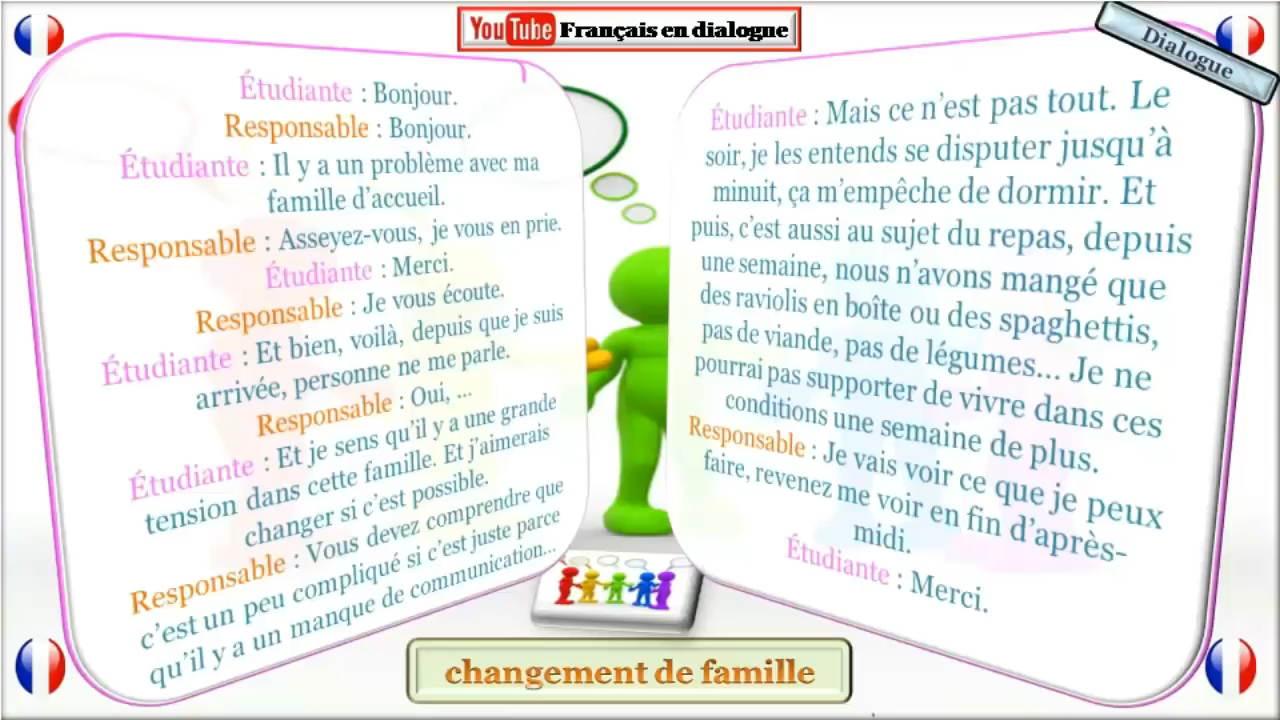 YouTube Français en dialogue
Dialogue
Étudiante : Bonjour.
Responsable : Bonjour.
Étudiante : Il y a un problème avec ma
famille d'accueil.
Responsable : Asseyez-vous, je vous en prie.
Étudiante : Merci.
Responsable : Je vous écoute.
Étudiante : Et bien, voilà, depuis que je suis
arrivée, personne ne me parle.
Responsable : Oui, ...
Étudiante : Et je sens qu'il y a une grande
tension dans cette famille. Et j'aimerais
changer si c'est possible.
Responsable : Vous devez comprendre que
c'est un peu compliqué si c'est juste parce
qu'il y a un manque de communication...
Étudiante : Mais ce n'est pas tout. Le
soir, je les entends se disputer jusqu'à
minuit, ça m'empêche de dormir. Et
puis, c'est aussi au sujet du repas, depuis
une semaine, nous n'avons mangé que
des raviolis en boîte ou des spaghettis,
pas de viande, pas de légumes... Je ne
pourrai pas supporter de vivre dans ces
conditions une semaine de plus.
Responsable : Je vais voir ce que je peux
faire, revenez me voir en fin d'après-
midi.
Étudiante : Merci.
changement de famille